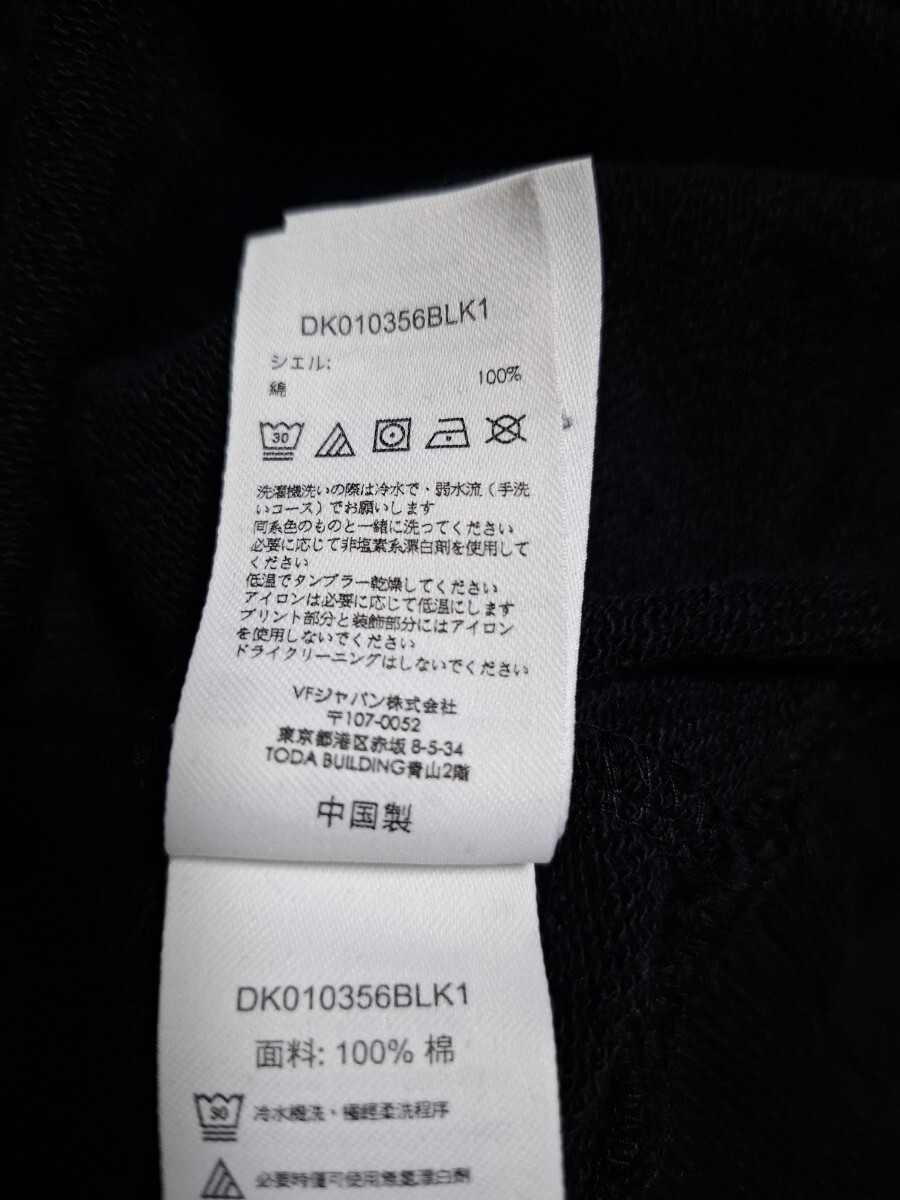 DK010356BLK1
シエル:
綿 100%
30
洗濯機洗いの際は冷水で・弱水流(手洗
いコース)でお願いします
同系色のものと一緒に洗ってください
必要に応じて非塩素系漂白剤を使用して
ください
低温でタンブラー乾燥してください
アイロンは必要に応じて低温にします
プリント部分と装飾部分にはアイロン
を使用しないでください
ドライクリーニングはしないでください
VFジャパン株式会社
〒107-0052
東京都港区赤坂 8-5-34
TODA BUILDING青山2階
中国製
DK010356BLK1
面料: 100% 棉
30 冷水機洗、極輕柔洗程序
必要時僅可使用無氯漂白劑